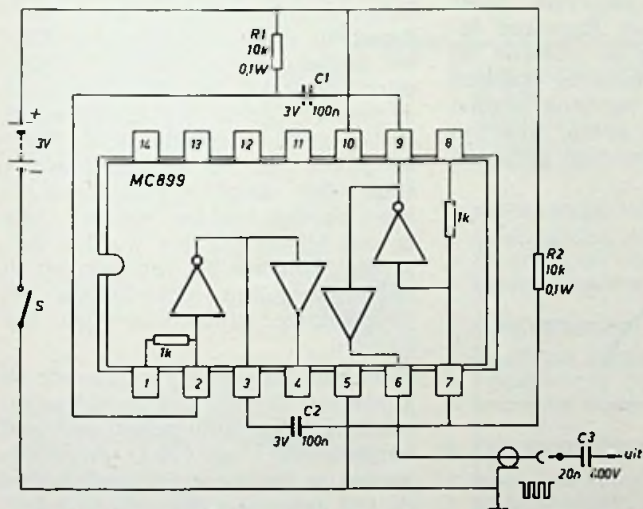 R1
10k
0,1W
C1
3V 100n
+
3V
14 13 12 11 10 9 8
MC899
1k
R2
10k
0,1W
S
1k
1 2 3 4 5 6 7
C2
3V 100n
C3
uit
20n 400V